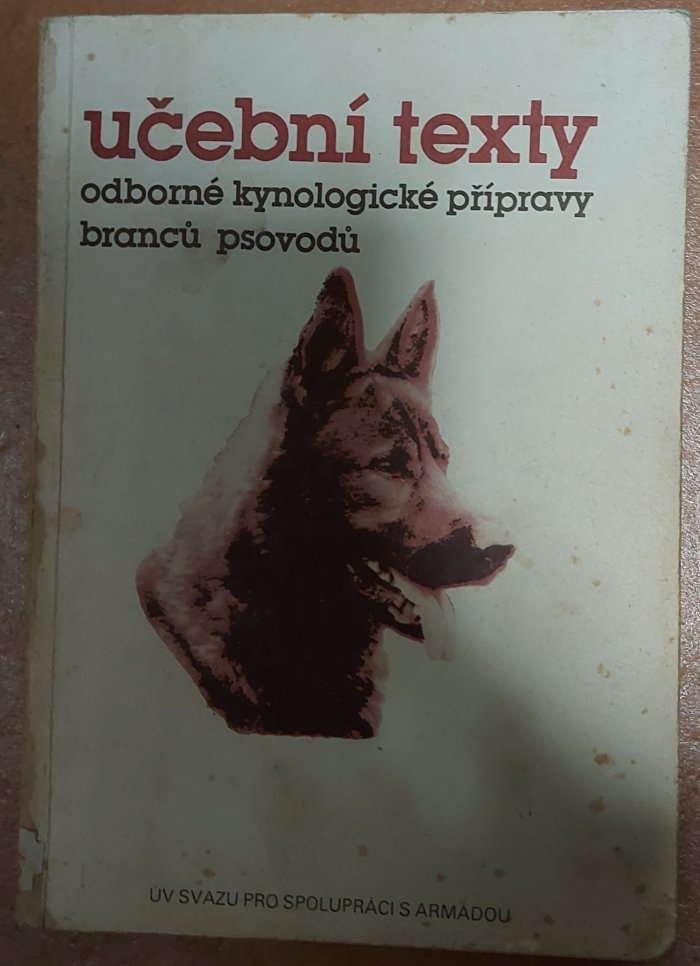 učební texty
odborné kynologické přípravy
branců psovodů
ÚV SVAZU PRO SPOLUPRÁCI S ARMÁDOU